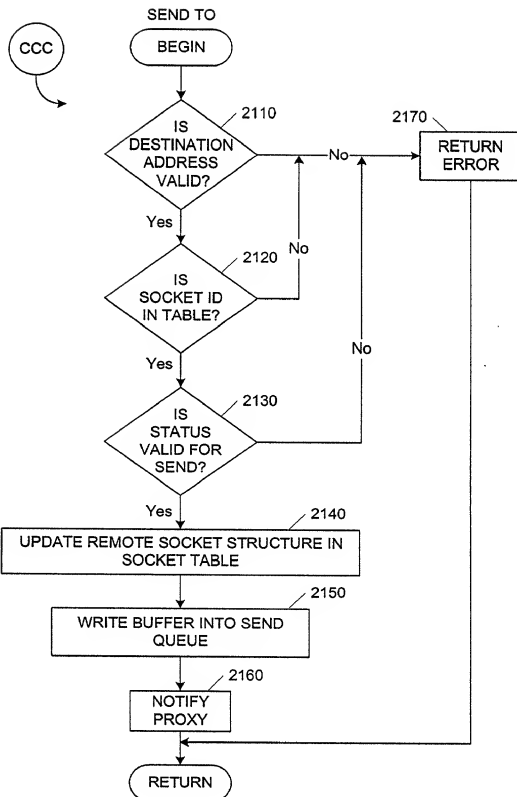 SEND TO
CCC
BEGIN
2110
IS
DESTINATION
ADDRESS
VALID?
No
2170
RETURN
ERROR
Yes
2120
IS
SOCKET ID
IN TABLE?
No
Yes
2130
IS
STATUS
VALID FOR
SEND?
No
Yes
2140
UPDATE REMOTE SOCKET STRUCTURE IN
SOCKET TABLE
2150
WRITE BUFFER INTO SEND
QUEUE
2160
NOTIFY
PROXY
RETURN